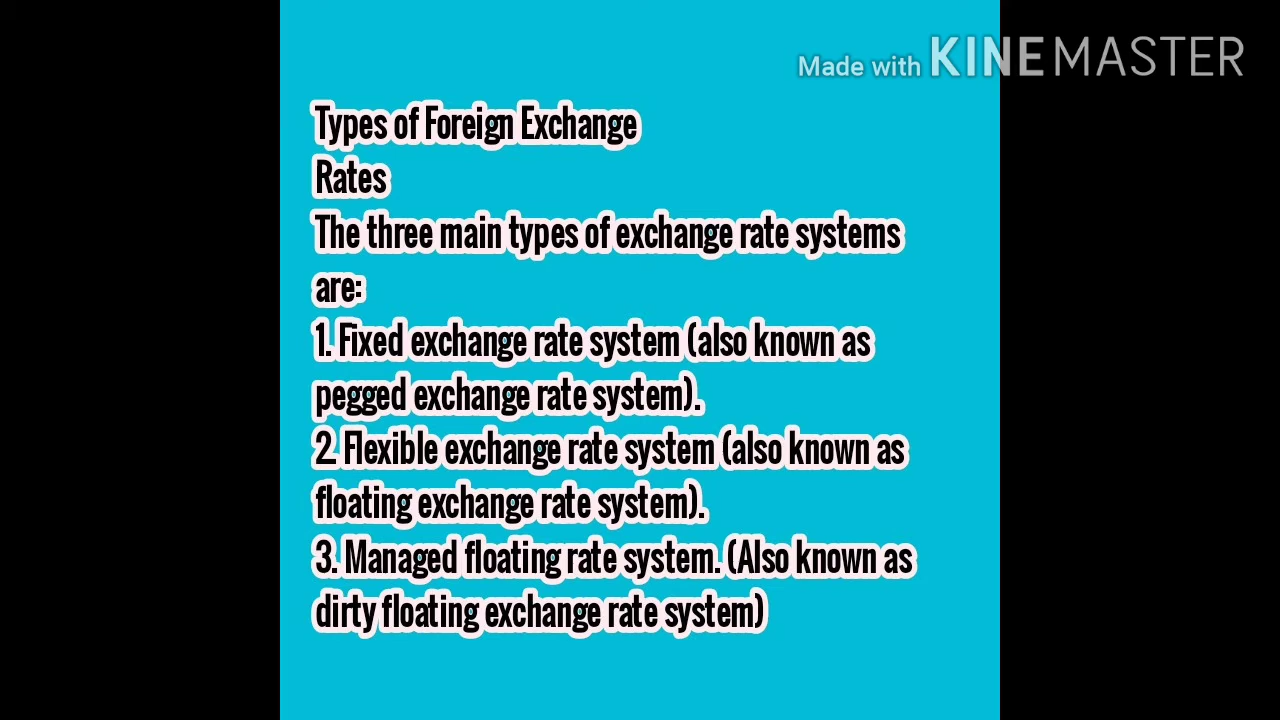 Made with KINEMASTER
Types of Foreign Exchange
Rates
The three main types of exchange rate systems
are:
1. Fixed exchange rate system (also known as
pegged exchange rate system).
2. Flexible exchange rate system (also known as
floating exchange rate system).
3. Managed floating rate system. (Also known as
dirty floating exchange rate system)